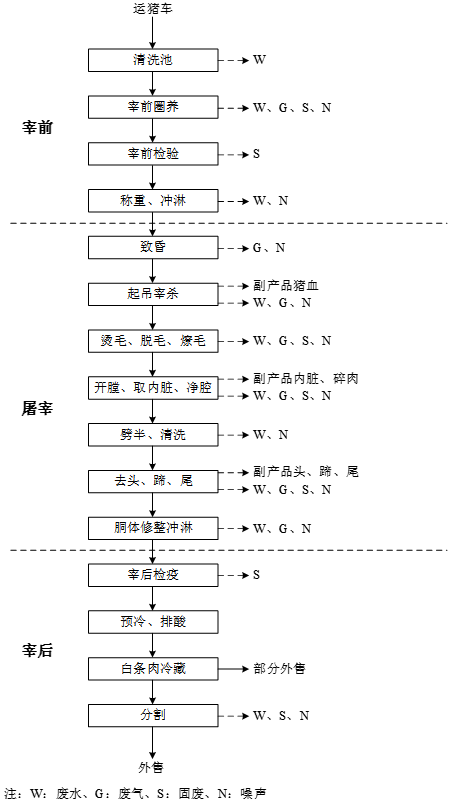 运猪车
清洗池
W
宰前圈养
W、G、S、N
宰前
宰前检验
S
称重、冲淋
W、N
致昏
G、N
起吊宰杀
副产品猪血
W、G、N
烫毛、脱毛、燎毛
W、G、S、N
开膛、取内脏、净腔
副产品内脏、碎肉
W、G、S、N
屠宰
劈半、清洗
W、N
去头、蹄、尾
副产品头、蹄、尾
W、G、S、N
胴体修整冲淋
W、G、N
宰后检疫
S
预冷、排酸
宰后
白条肉冷藏
部分外售
分割
W、S、N
外售
注：W：废水、G：废气、S：固废、N：噪声